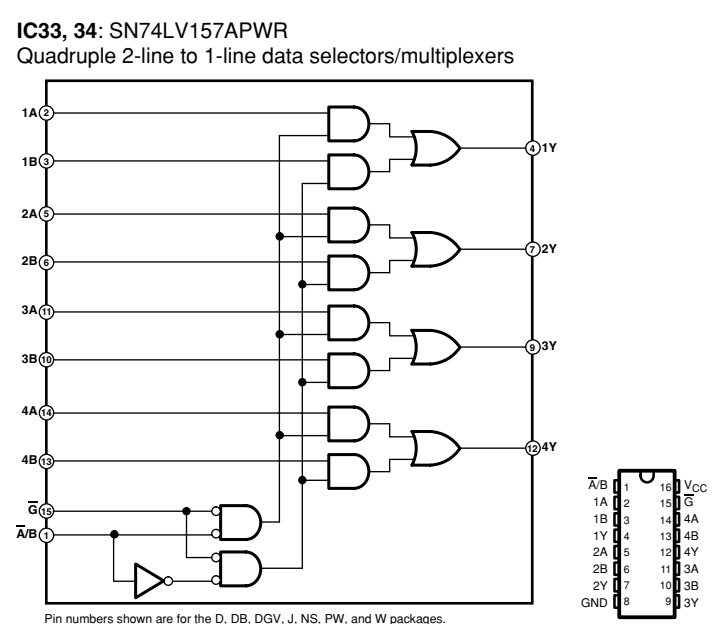 IC33, 34: SN74LV157APWR
Quadruple 2-line to 1-line data selectors/multiplexers
1A 2
4 1Y
1B 3
2A 5
7 2Y
2B 6
3A 11
9 3Y
3B 10
4A 14
12 4Y
4B 13
G̅ 15
A̅/B 1
A̅/B 1 16 VCC
1A 2 15 G̅
1B 3 14 4A
1Y 4 13 4B
2A 5 12 4Y
2B 6 11 3A
2Y 7 10 3B
GND 8 9 3Y
Pin numbers shown are for the D, DB, DGV, J, NS, PW, and W packages.